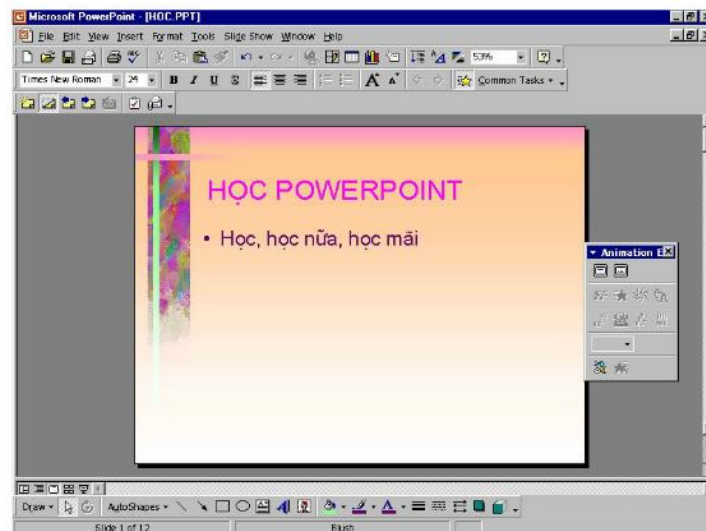 Microsoft PowerPoint - [HOC.PPT]
File Edit View Insert Format Tools Slide Show Window Help
53%
Times New Roman 24 B I U S A A Common Tasks
HỌC POWERPOINT
• Học, học nữa, học mãi
Animation E
Draw AutoShapes
Slide 1 of 12 Blush